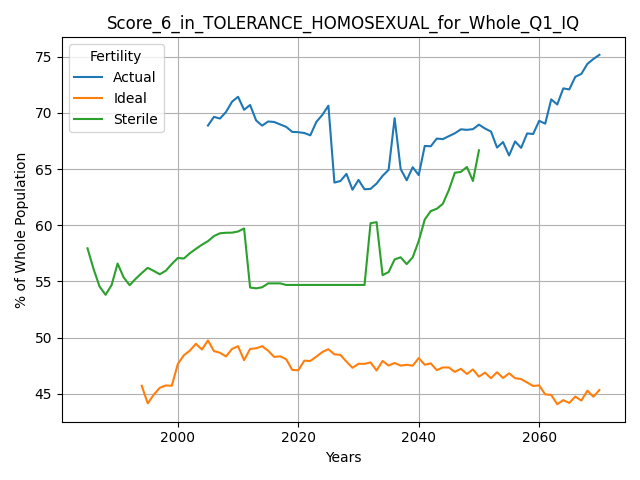 Score_6_in_TOLERANCE_HOMOSEXUAL_for_Whole_Q1_IQ
Fertility
Actual
Ideal
Sterile
% of Whole Population
75
70
65
60
55
50
45
2000
2020
2040
2060
Years